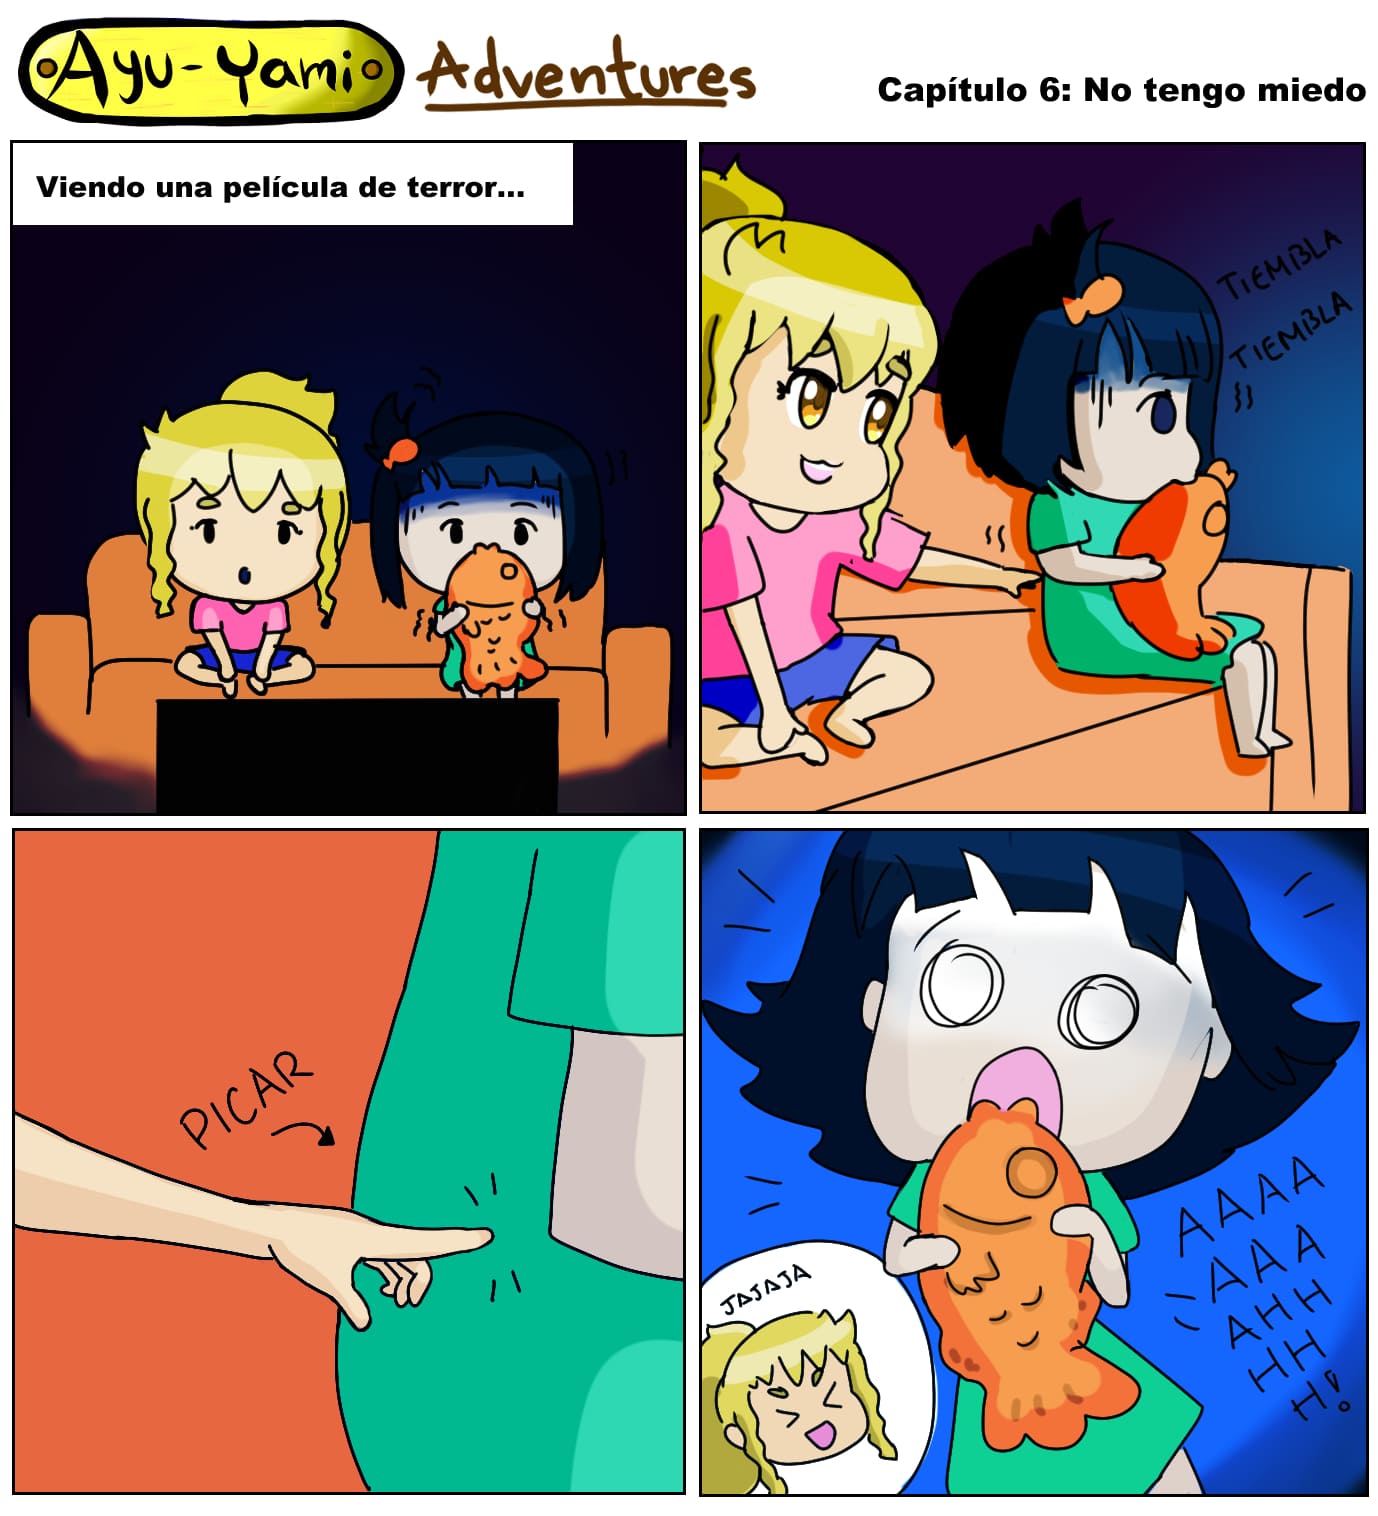 Ayu-Yami Adventures
Capítulo 6: No tengo miedo
Viendo una película de terror...
TIEMBLA
TIEMBLA
PICAR
AAAA
AAA
AHH
HH
H!
JAJAJA